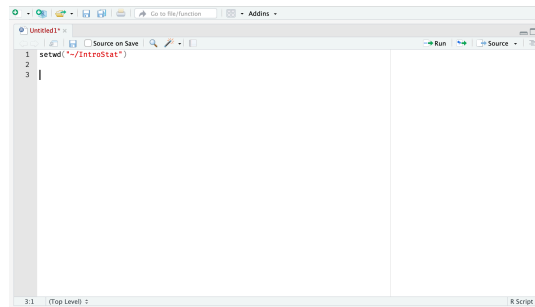 Go to file/function Addins
Untitled1*
Source on Save Run Source
1 setwd("~/IntroStat")
2
3
3:1 (Top Level) R Script